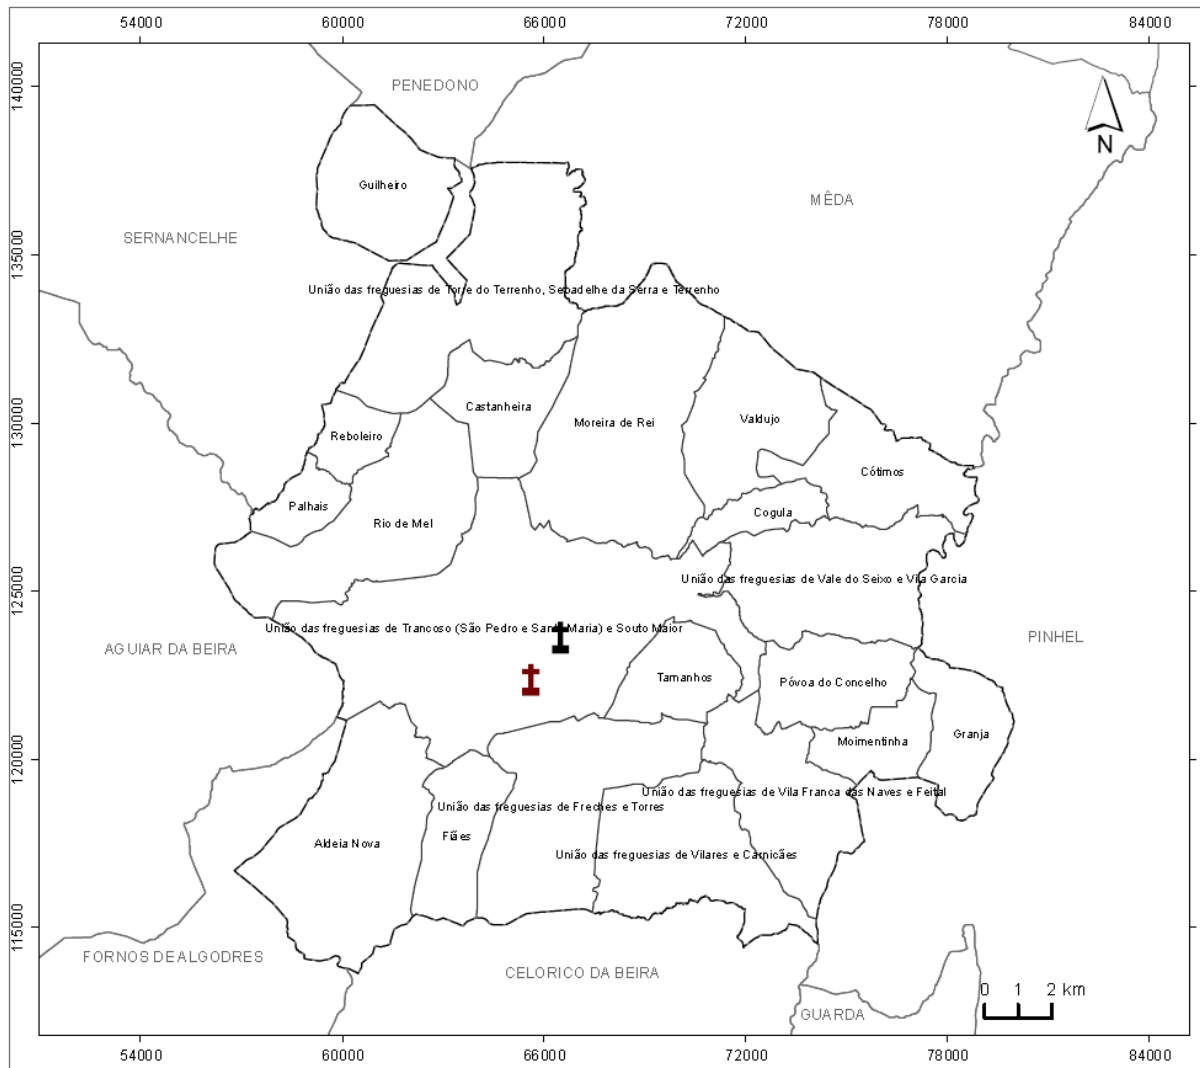 54000 60000 66000 72000 78000 84000
140000
PENEDONO
N
Guilheiro
MÊDA
SERNANCELHE
135000
União das freguesias de Torre do Terrenho, Sebadelhe da Serra e Terrenho
Castanheira
130000
Moreira de Rei
Valdujo
Reboleiro
Cótimos
Palhais
Cogula
Rio de Mel
125000
União das freguesias de Vale do Seixo e Vila Garcia
União das freguesias de Trancoso (São Pedro e Santa Maria) e Souto Maior
PINHEL
AGUIAR DA BEIRA
Tamanhos
Póvoa do Concelho
120000
Moimentinha
Granja
União das freguesias de Vila Franca das Naves e Feital
União das freguesias de Freches e Torres
Fiães
Aldeia Nova
União das freguesias de Vilares e Carnicães
115000
FORNOS DE ALGODRES
CELORICO DA BEIRA
0 1 2 km
GUARDA
54000 60000 66000 72000 78000 84000